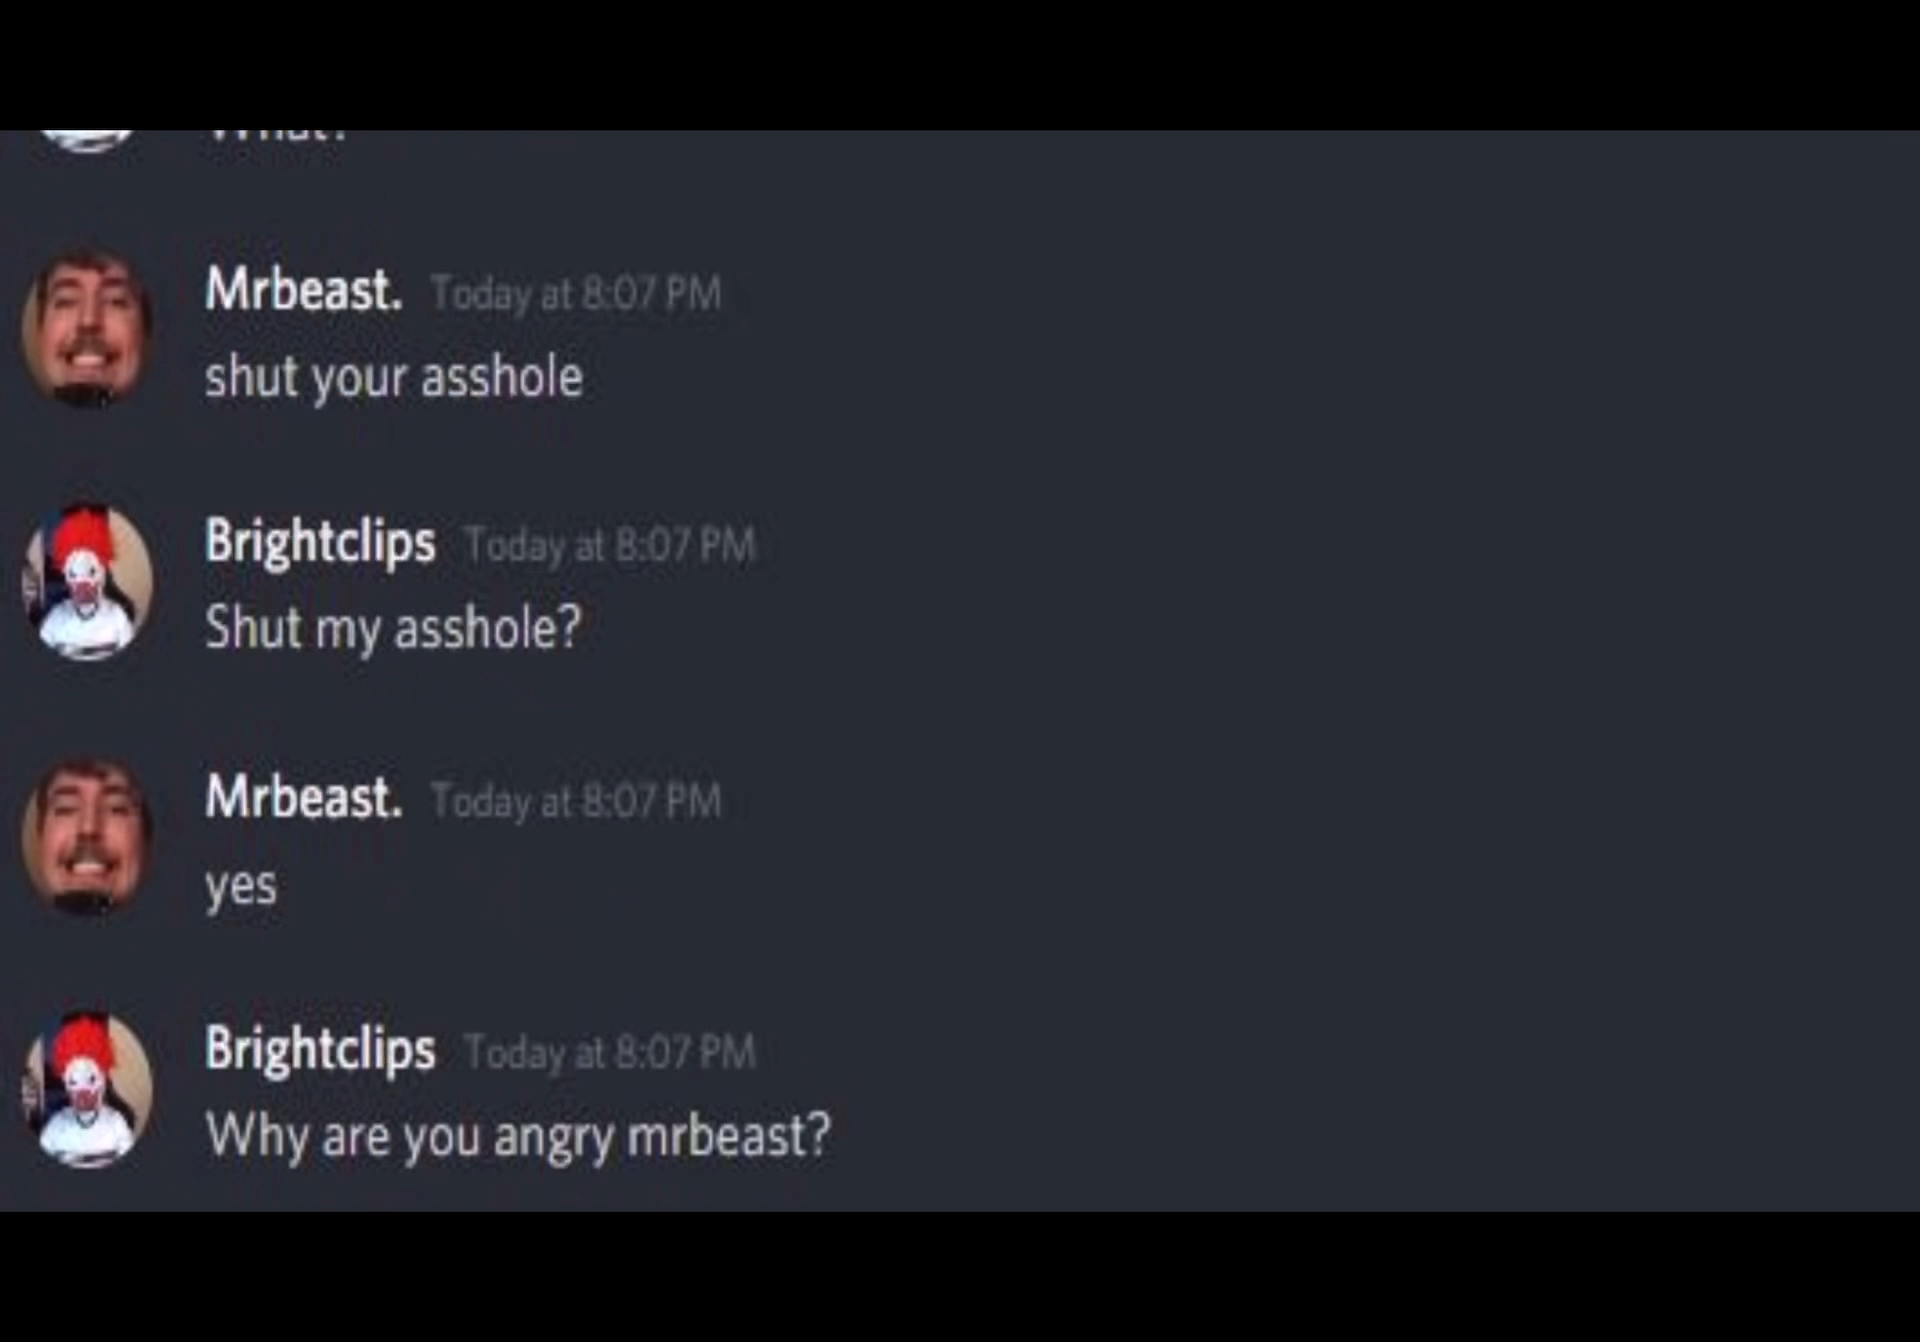 What?
Mrbeast. Today at 8:07 PM
shut your asshole
Brightclips Today at 8:07 PM
Shut my asshole?
Mrbeast. Today at 8:07 PM
yes
Brightclips Today at 8:07 PM
Why are you angry mrbeast?